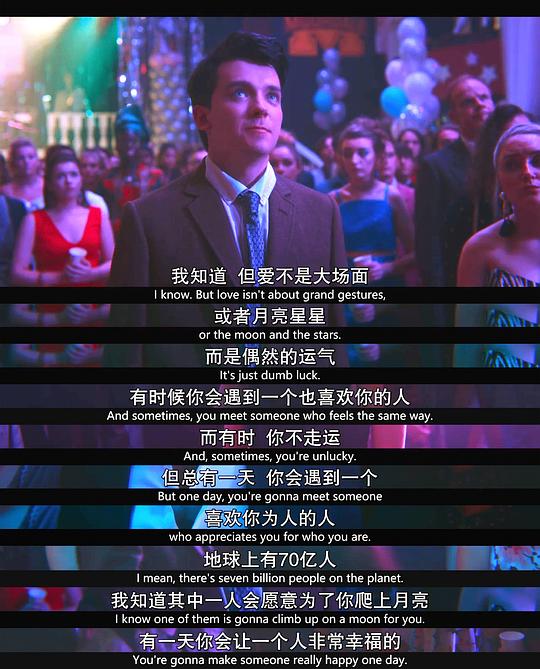 我知道 但爱不是大场面
I know. But love isn't about grand gestures,
或者月亮星星
or the moon and the stars.
而是偶然的运气
It's just dumb luck.
有时候你会遇到一个也喜欢你的人
And sometimes, you meet someone who feels the same way.
而有时 你不走运
And, sometimes, you're unlucky.
但总有一天 你会遇到一个
But one day, you're gonna meet someone
喜欢你为人的人
who appreciates you for who you are.
地球上有70亿人
I mean, there's seven billion people on the planet.
我知道其中一人会愿意为了你爬上月亮
I know one of them is gonna climb up on a moon for you.
有一天你会让一个人非常幸福的
You're gonna make someone really happy one day.